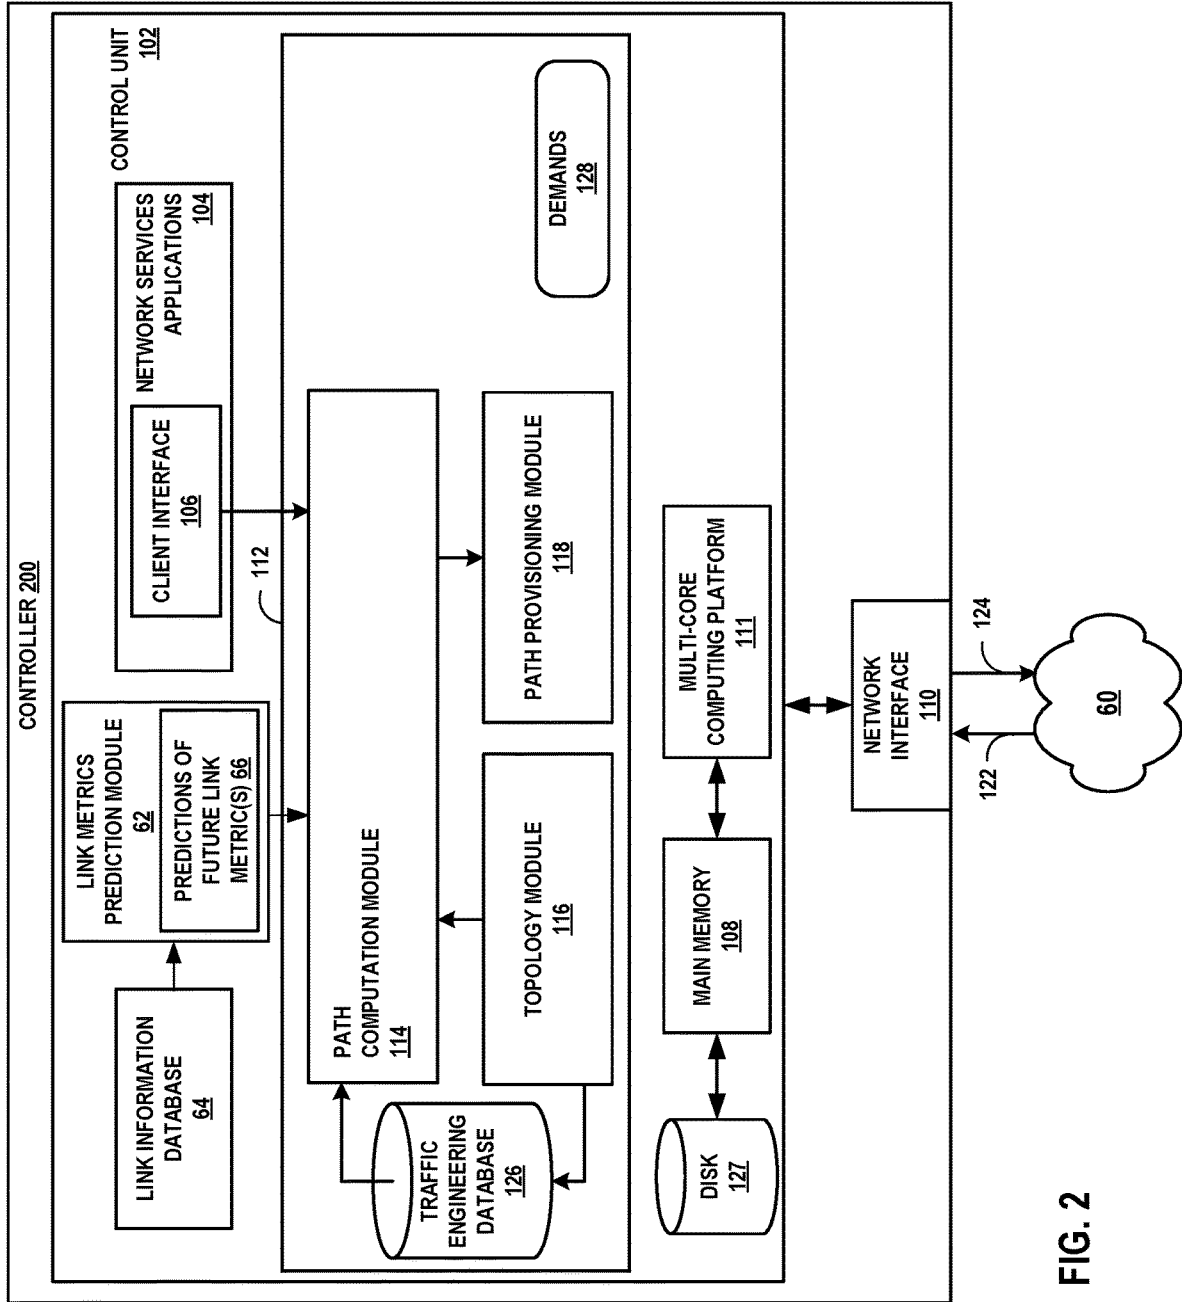 CONTROLLER 200
CONTROL UNIT
102
LINK INFORMATION
DATABASE
64
LINK METRICS
PREDICTION MODULE
62
PREDICTIONS OF
FUTURE LINK
METRIC(S) 66
NETWORK SERVICES
APPLICATIONS
104
CLIENT INTERFACE
106
112
PATH
COMPUTATION MODULE
114
TRAFFIC
ENGINEERING
DATABASE
126
TOPOLOGY MODULE
116
PATH PROVISIONING MODULE
118
DEMANDS
128
DISK
127
MAIN MEMORY
108
MULTI-CORE
COMPUTING PLATFORM
111
NETWORK
INTERFACE
110
122
124
60
FIG. 2